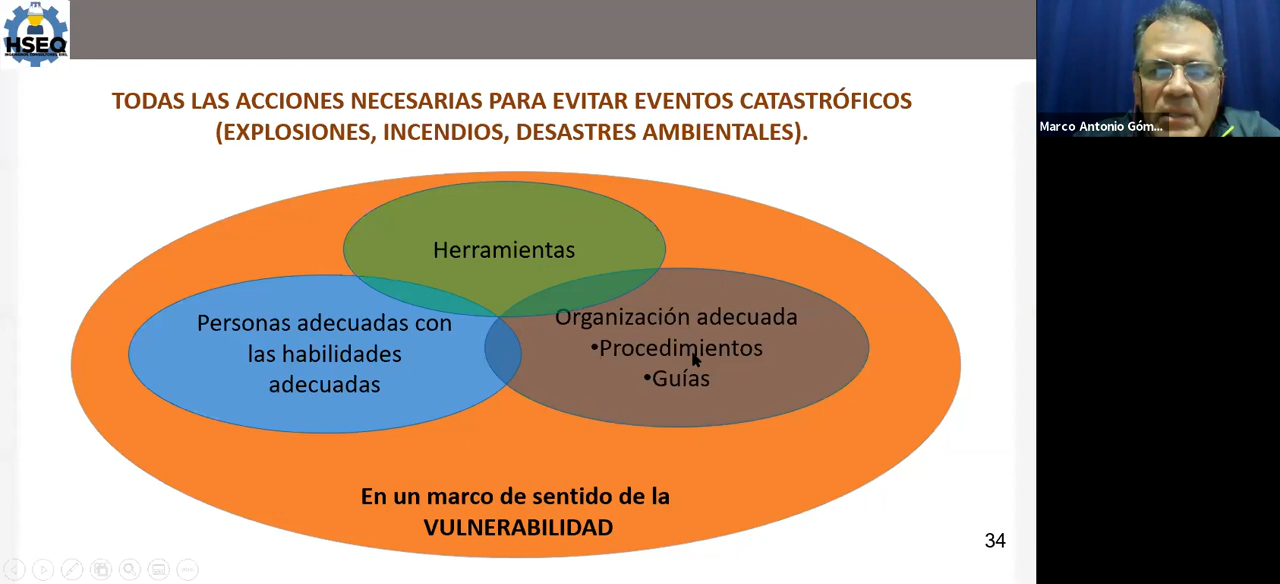 HSEQ
TODAS LAS ACCIONES NECESARIAS PARA EVITAR EVENTOS CATASTRÓFICOS
(EXPLOSIONES, INCENDIOS, DESASTRES AMBIENTALES).
Marco Antonio Góm...
Herramientas
Personas adecuadas con
las habilidades
adecuadas
Organización adecuada
•Procedimientos
•Guías
En un marco de sentido de la
VULNERABILIDAD
34